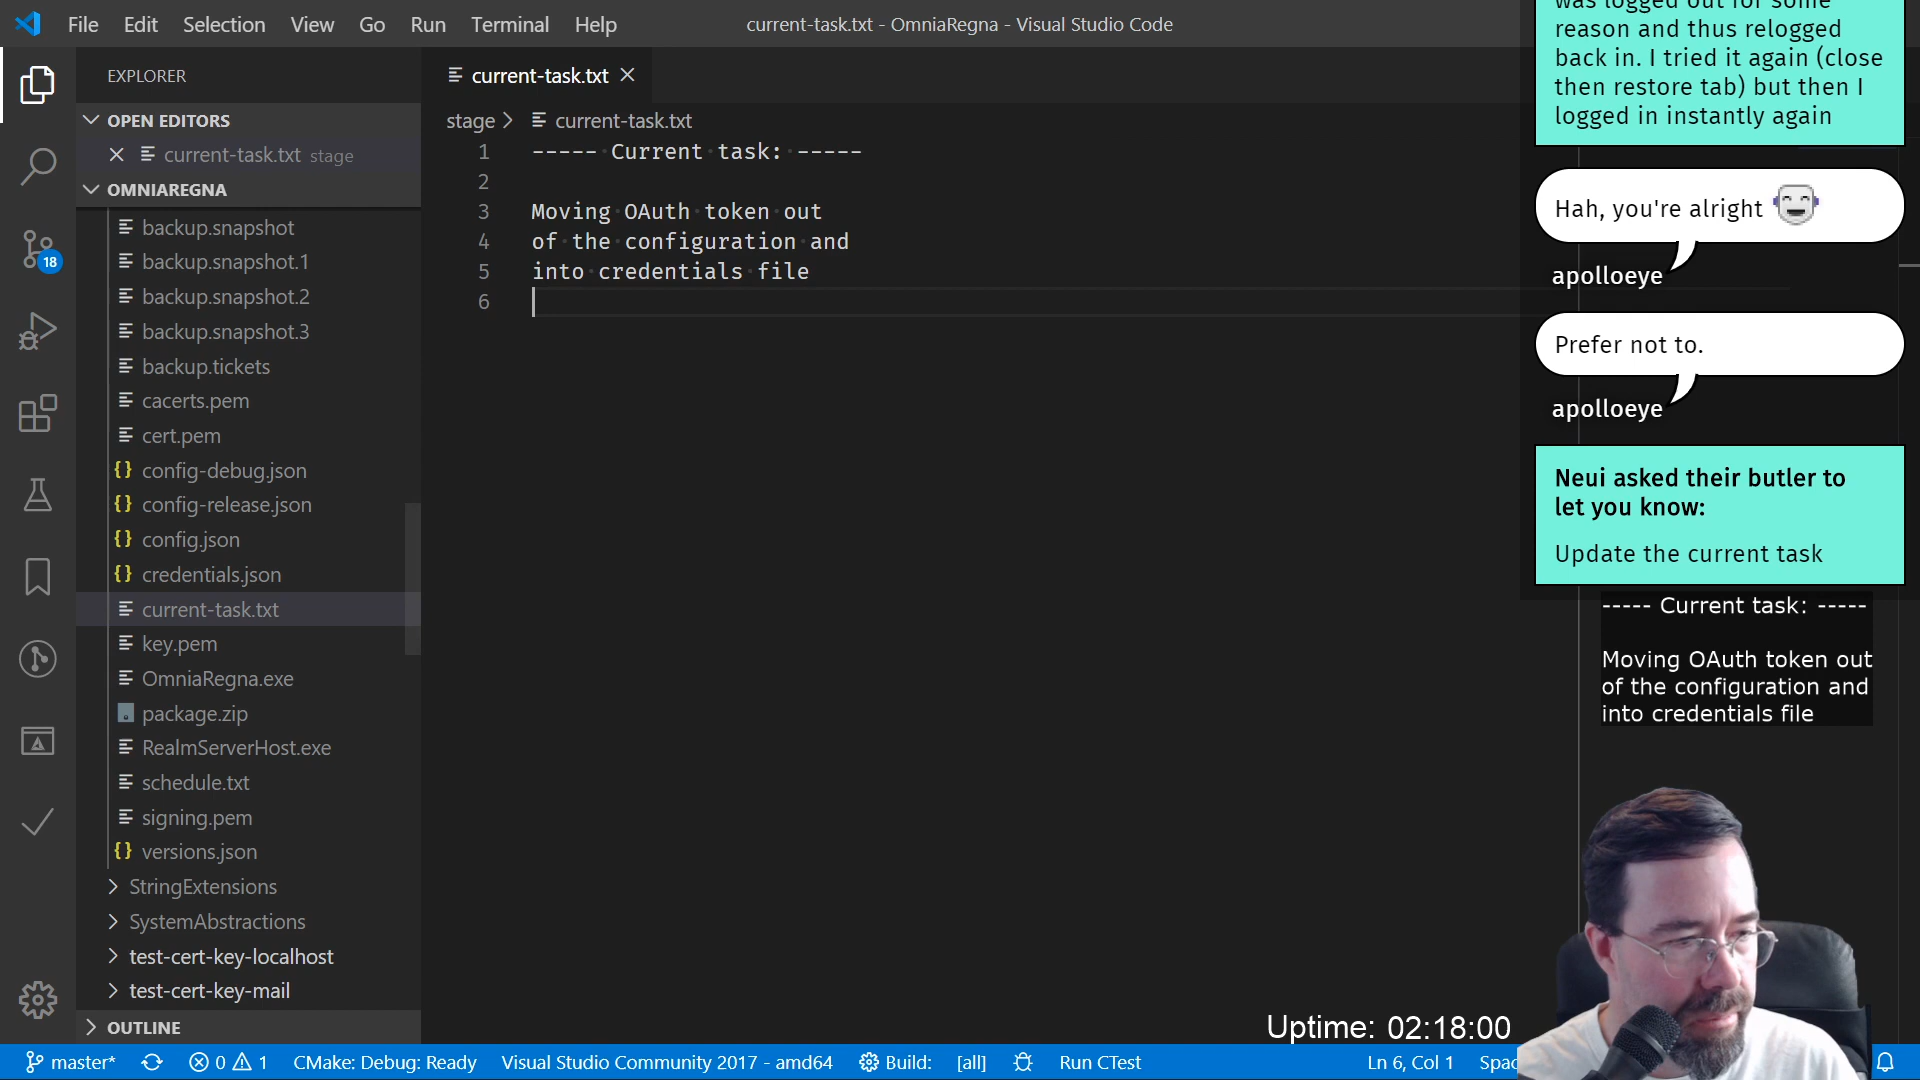 File Edit Selection View Go Run Terminal Help
current-task.txt - OmniaRegna - Visual Studio Code
EXPLORER
OPEN EDITORS
current-task.txt stage
OMNIAREGNA
backup.snapshot
backup.snapshot.1
backup.snapshot.2
backup.snapshot.3
backup.tickets
cacerts.pem
cert.pem
config-debug.json
config-release.json
config.json
credentials.json
current-task.txt
key.pem
OmniaRegna.exe
package.zip
RealmServerHost.exe
schedule.txt
signing.pem
versions.json
StringExtensions
SystemAbstractions
test-cert-key-localhost
test-cert-key-mail
OUTLINE
18
current-task.txt
stage > current-task.txt
1 ----- Current task: -----
2
3 Moving OAuth token out
4 of the configuration and
5 into credentials file
6
was logged out for some
reason and thus relogged
back in. I tried it again (close
then restore tab) but then I
logged in instantly again
Hah, you're alright
apolloeye
Prefer not to.
apolloeye
Neui asked their butler to
let you know:
Update the current task
----- Current task: -----
Moving OAuth token out
of the configuration and
into credentials file
Uptime: 02:18:00
master* 0 1 CMake: Debug: Ready Visual Studio Community 2017 - amd64 Build: [all] Run CTest Ln 6, Col 1